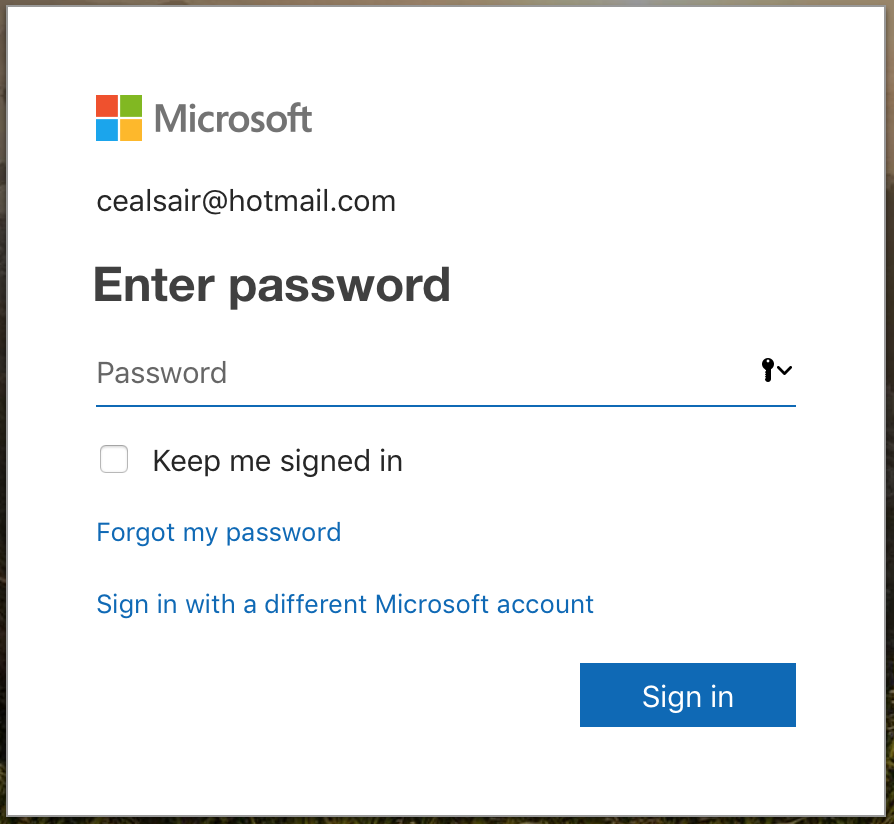 Microsoft
cealsair@hotmail.com
Enter password
Password
Keep me signed in
Forgot my password
Sign in with a different Microsoft account
Sign in